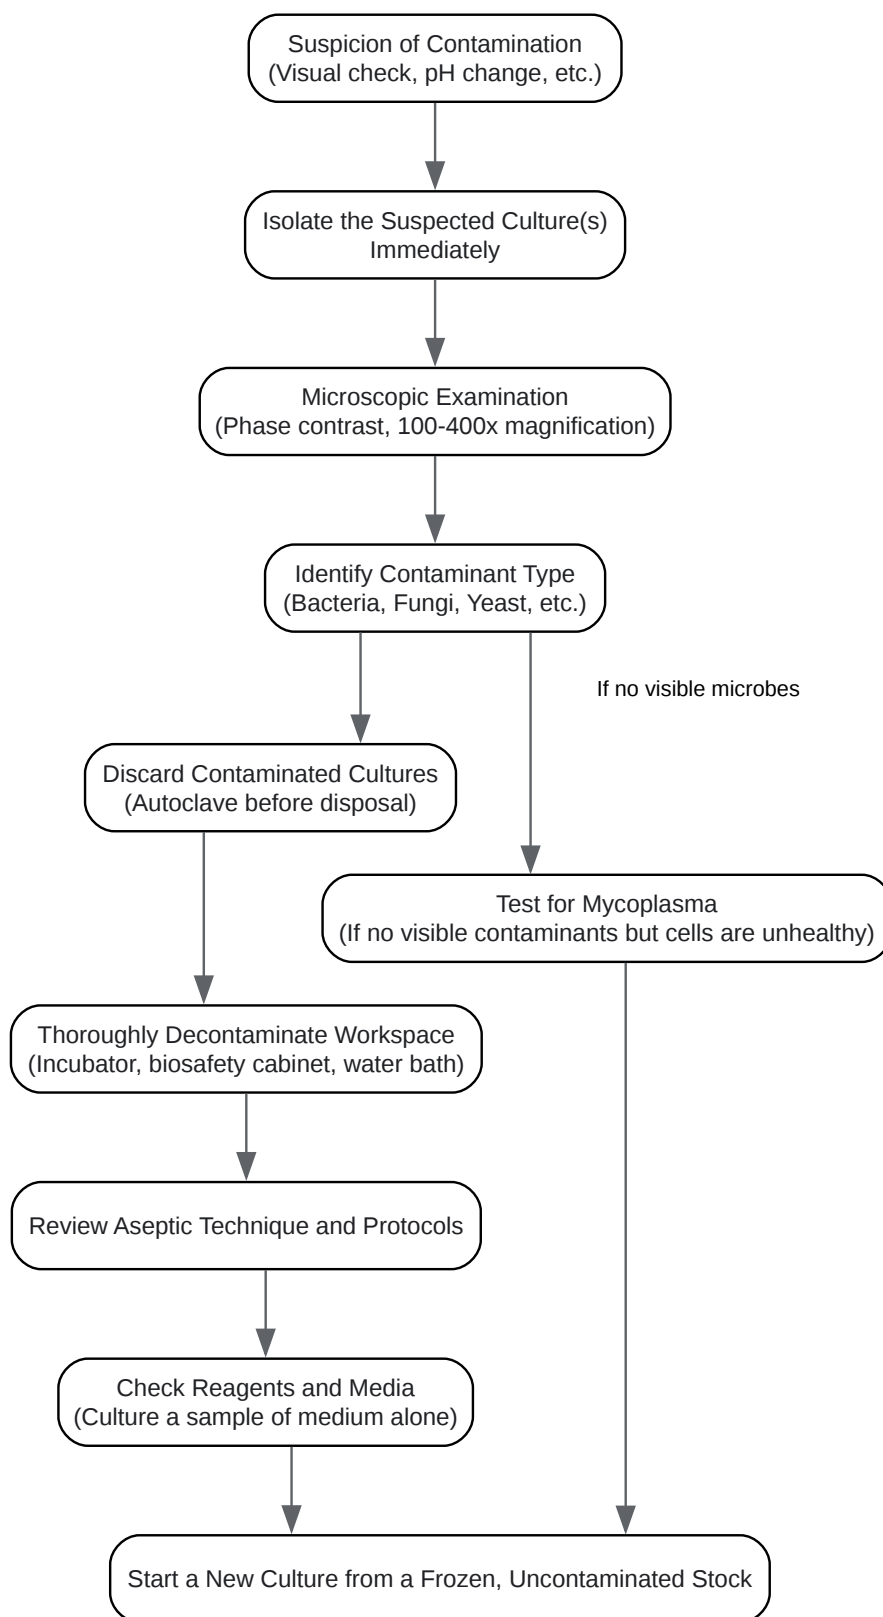 Suspicion of Contamination
(Visual check, pH change, etc.)
Isolate the Suspected Culture(s)
Immediately
Microscopic Examination
(Phase contrast, 100-400x magnification)
Identify Contaminant Type
(Bacteria, Fungi, Yeast, etc.)
If no visible microbes
Discard Contaminated Cultures
(Autoclave before disposal)
Test for Mycoplasma
(If no visible contaminants but cells are unhealthy)
Thoroughly Decontaminate Workspace
(Incubator, biosafety cabinet, water bath)
Review Aseptic Technique and Protocols
Check Reagents and Media
(Culture a sample of medium alone)
Start a New Culture from a Frozen, Uncontaminated Stock